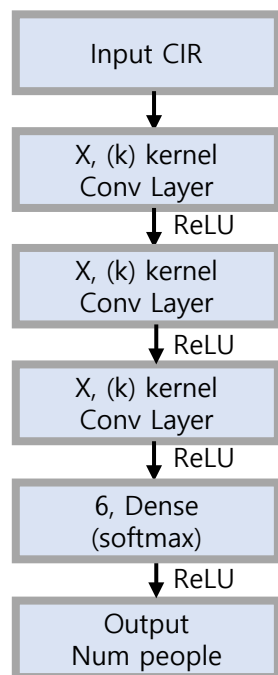 Input CIR
X, (k) kernel
Conv Layer
ReLU
X, (k) kernel
Conv Layer
ReLU
X, (k) kernel
Conv Layer
ReLU
6, Dense
(softmax)
ReLU
Output
Num people